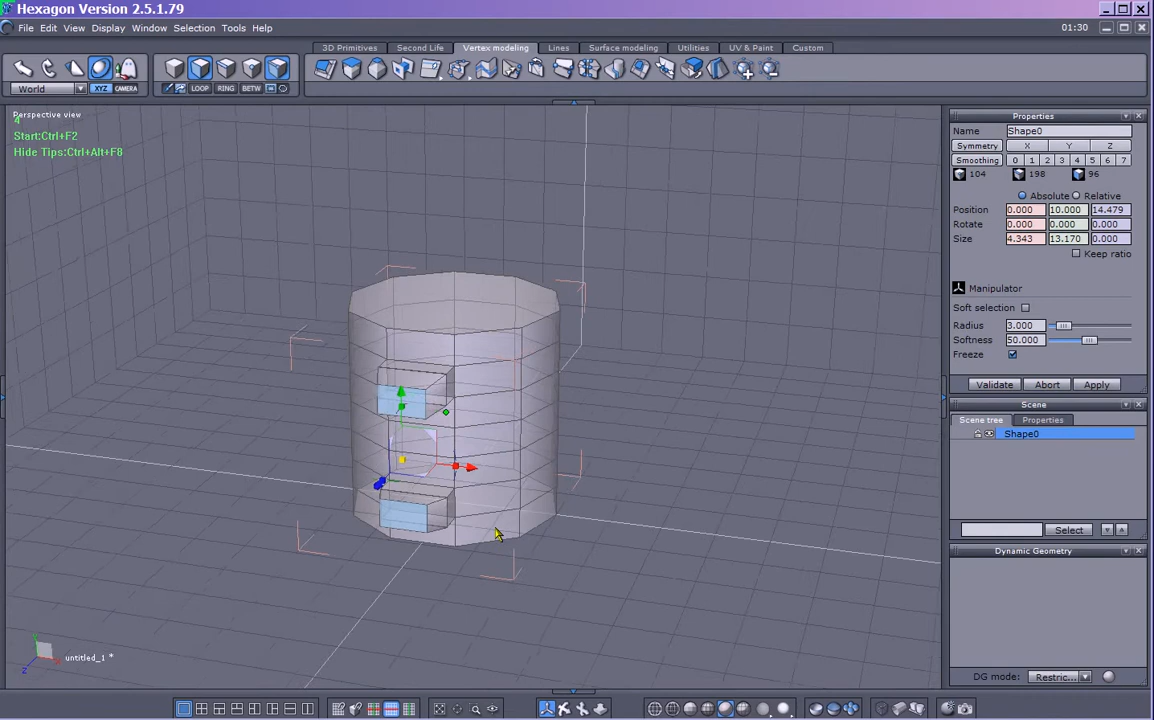 Hexagon Version 2.5.1.79
File Edit View Display Window Selection Tools Help
01:30
3D Primitives Second Life Vertex modeling Lines Surface modeling Utilities UV & Paint Custom
World XYZ CAMERA LOOP RING BETW
Perspective view
4
Start:Ctrl+F2
Hide Tips:Ctrl+Alt+F8
Properties
Name Shape0
Symmetry X Y Z
Smoothing 0 1 2 3 4 5 6 7
104 198 96
Absolute Relative
Position 0.000 10.000 14.479
Rotate 0.000 0.000 0.000
Size 4.343 13.170 0.000
Keep ratio
Manipulator
Soft selection
Radius 3.000
Softness 50.000
Freeze
Validate Abort Apply
Scene
Scene tree Properties
Shape0
Select
Dynamic Geometry
DG mode: Restric...
Y
X
Z
untitled_1 *